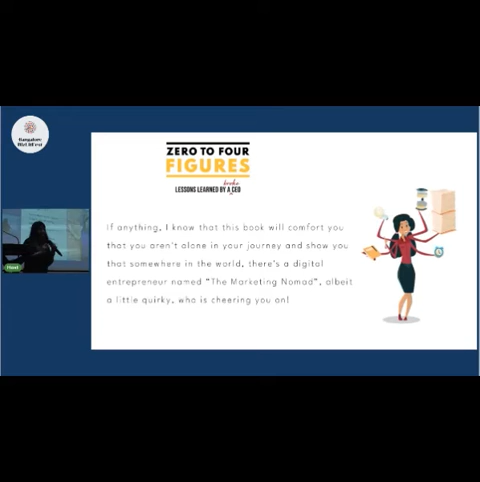 ZERO TO FOUR
FIGURES
broke
LESSONS LEARNED BY A CEO
If anything, I know that this book will comfort you
that you aren't alone in your journey and show you
that somewhere in the world, there's a digital
entrepreneur named "The Marketing Nomad", albeit
a little quirky, who is cheering you on!